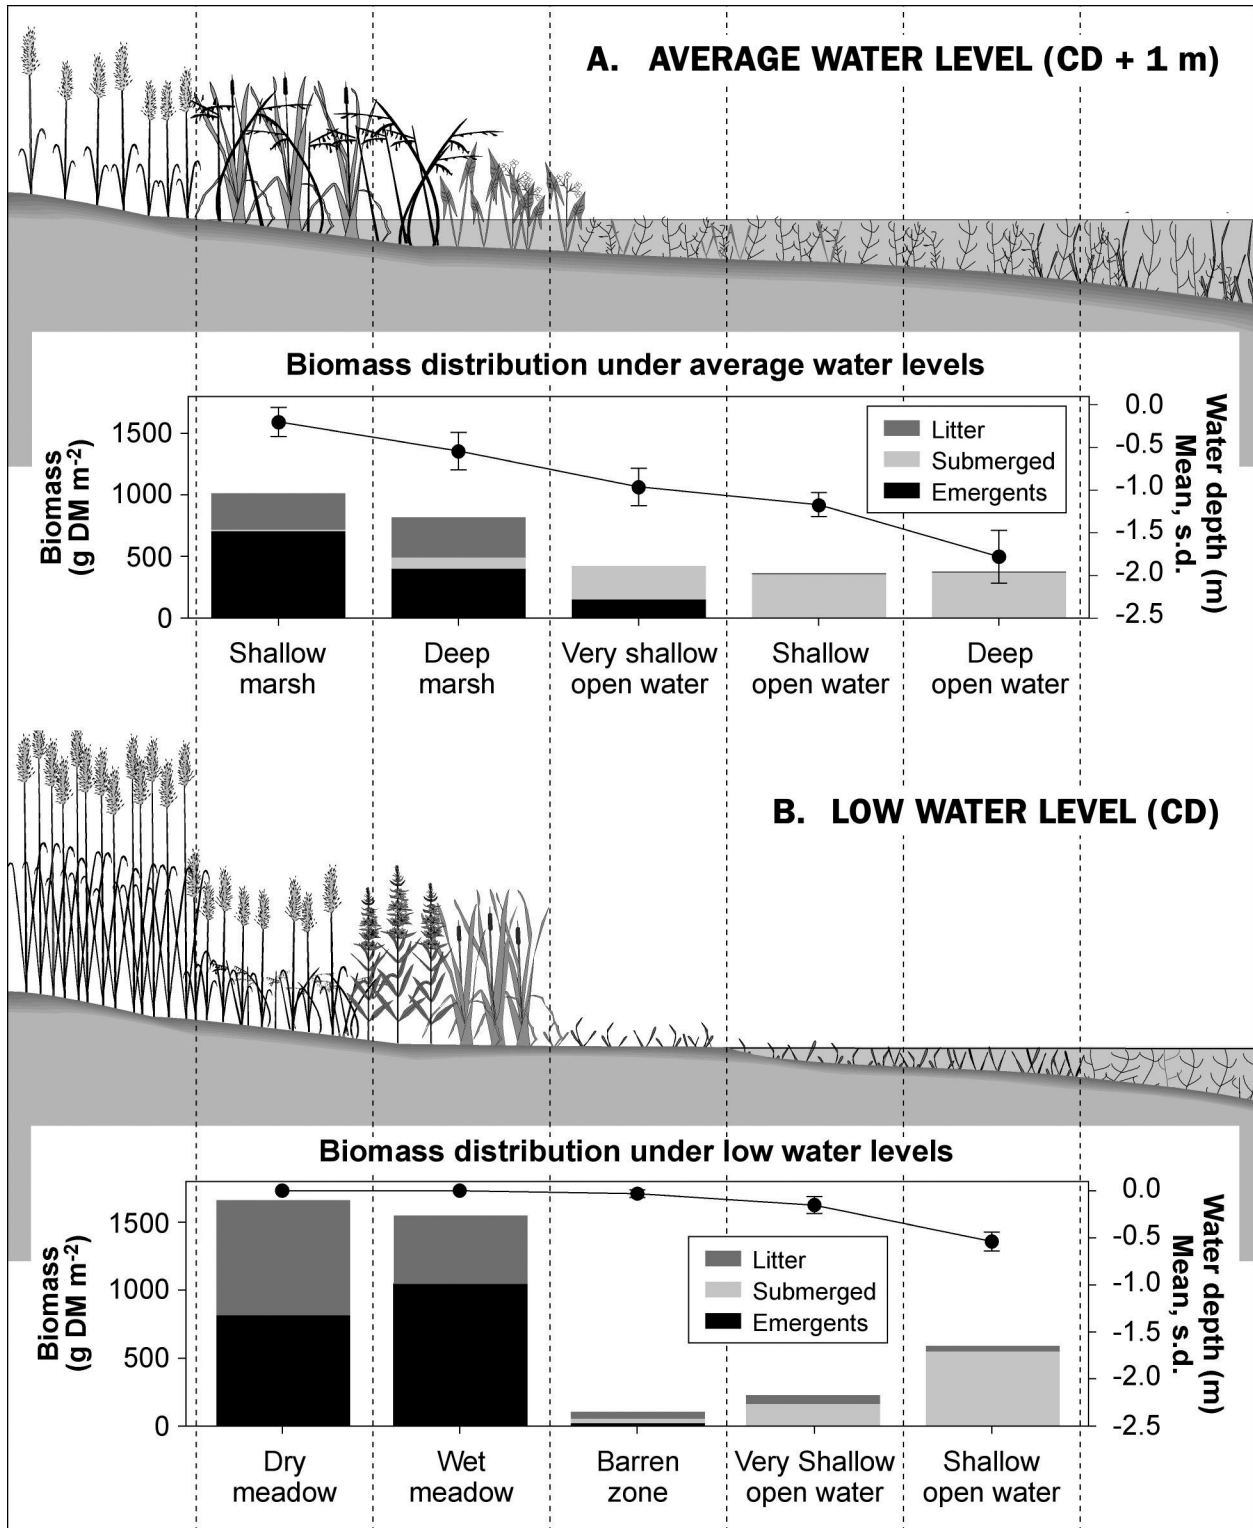 A. AVERAGE WATER LEVEL (CD + 1 m)
Biomass distribution under average water levels
Biomass
(g DM m-2)
1500
1000
500
0
Litter
Submerged
Emergents
0.0
-0.5
-1.0
-1.5
-2.0
-2.5
Water depth (m)
Mean, s.d.
Shallow
marsh
Deep
marsh
Very shallow
open water
Shallow
open water
Deep
open water
B. LOW WATER LEVEL (CD)
Biomass distribution under low water levels
Biomass
(g DM m-2)
1500
1000
500
0
Litter
Submerged
Emergents
0.0
-0.5
-1.0
-1.5
-2.0
-2.5
Water depth (m)
Mean, s.d.
Dry
meadow
Wet
meadow
Barren
zone
Very Shallow
open water
Shallow
open water